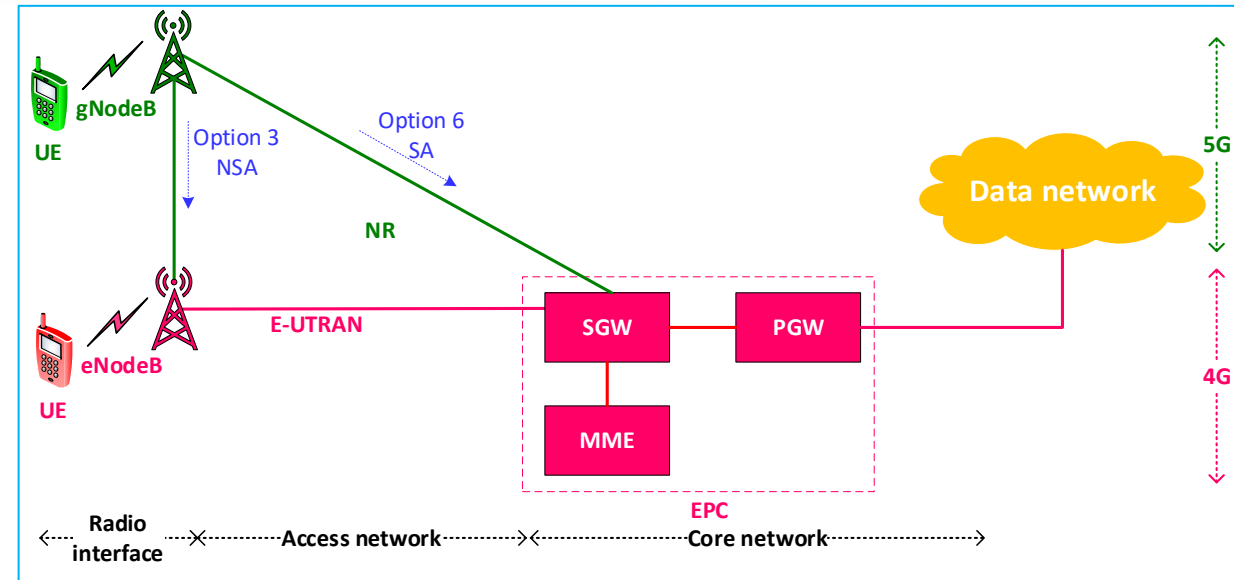 gNodeB
UE
Option 3
NSA
Option 6
SA
NR
5G
Data network
E-UTRAN
eNodeB
UE
SGW
PGW
MME
4G
EPC
Radio
interface
Access network
Core network